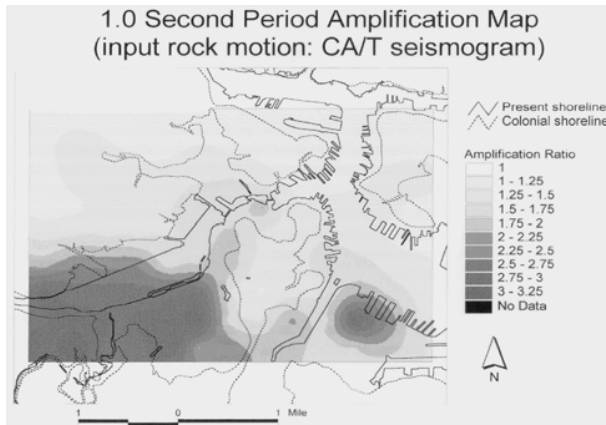 1.0 Second Period Amplification Map
(input rock motion: CA/T seismogram)
Present shoreline
Colonial shoreline
Amplification Ratio
1
1 - 1.25
1.25 - 1.5
1.5 - 1.75
1.75 - 2
2 - 2.25
2.25 - 2.5
2.5 - 2.75
2.75 - 3
3 - 3.25
No Data
N
1 0 1 Mile